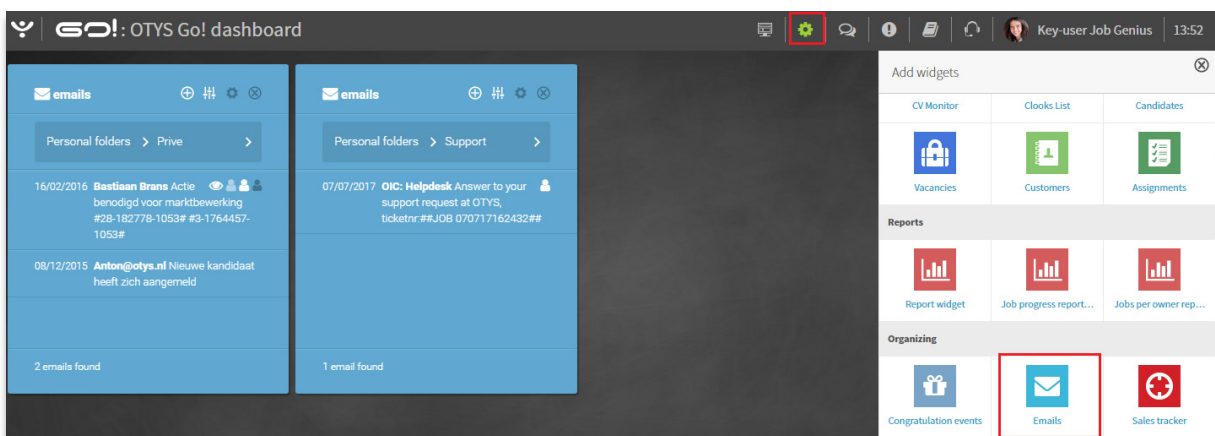 GO! : OTYS Go! dashboard
Key-user Job Genius
13:52
emails
Personal folders > Prive >
16/02/2016 Bastiaan Brans Actie
benodigd voor marktbewerking
#28-182778-1053# #3-1764457-
1053#
08/12/2015 Anton@otys.nl Nieuwe kandidaat
heeft zich aangemeld
2 emails found
emails
Personal folders > Support >
07/07/2017 OIC: Helpdesk Answer to your
support request at OTYS,
ticketnr:##JOB 070717162432##
1 email found
Add widgets
CV Monitor
Clooks List
Candidates
Vacancies
Customers
Assignments
Reports
Report widget
Job progress report...
Jobs per owner rep...
Organizing
Congratulation events
Emails
Sales tracker